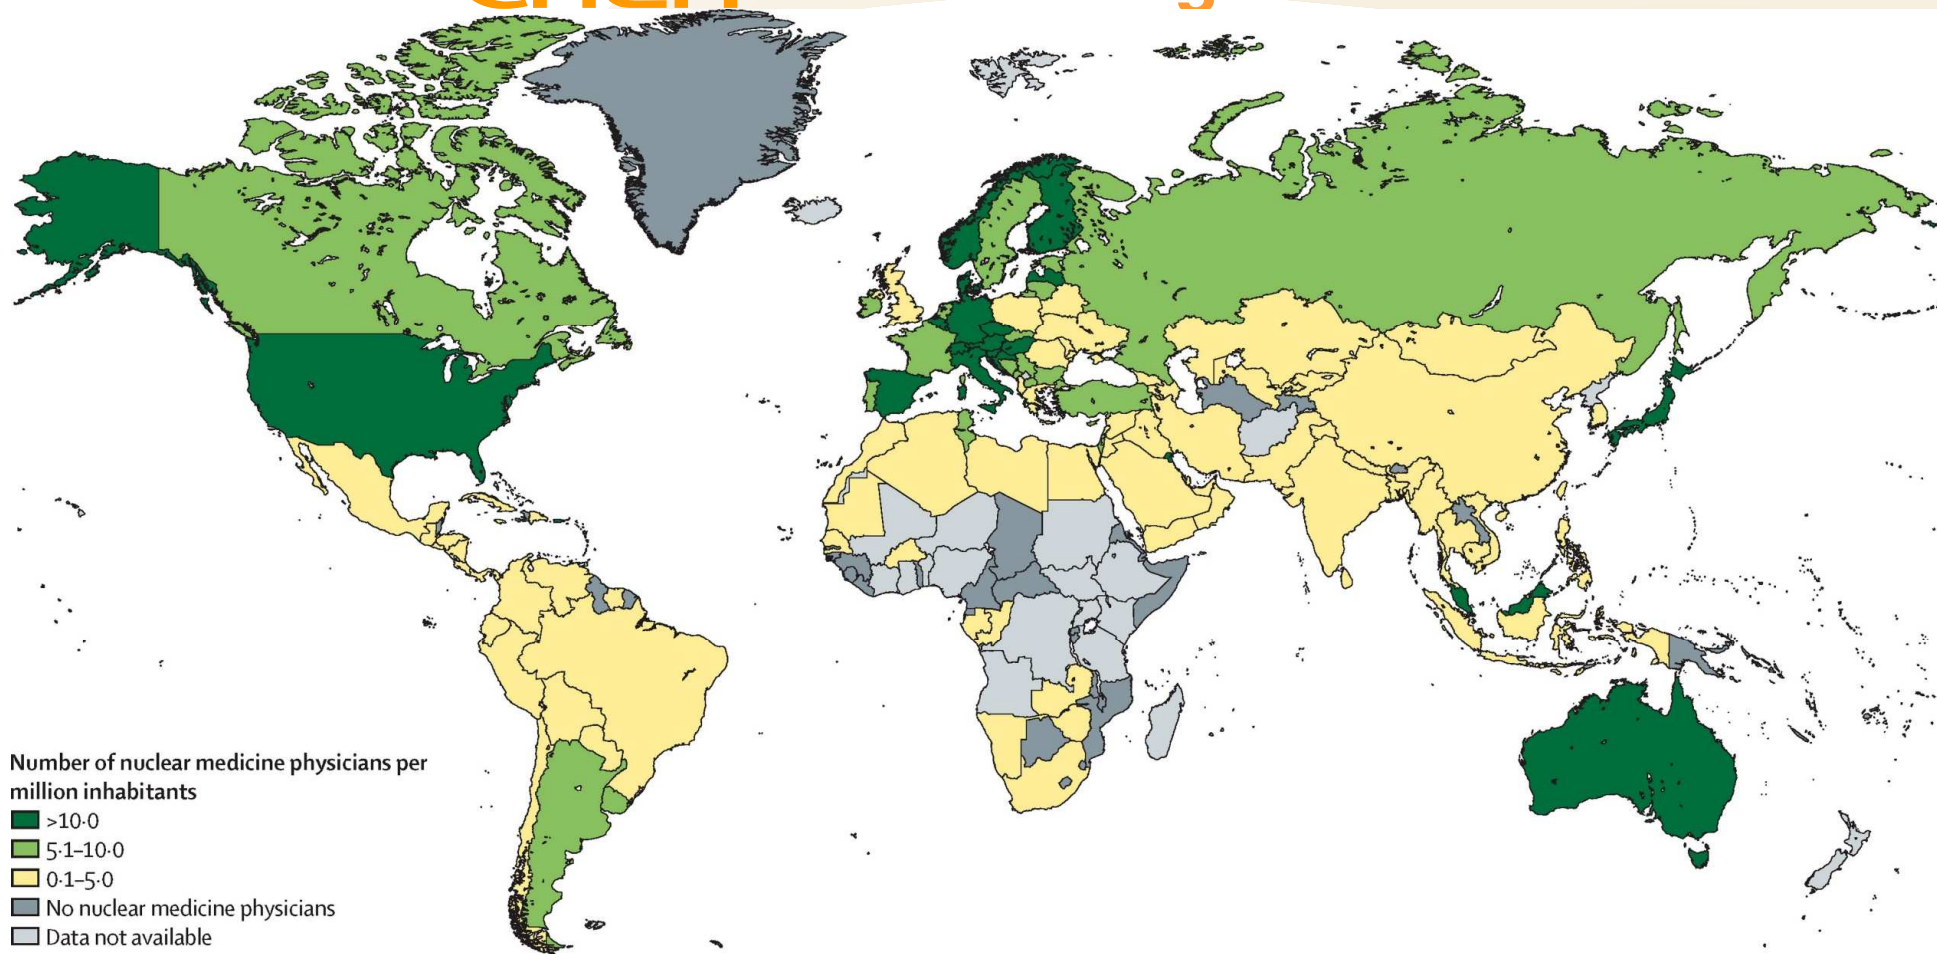 Number of nuclear medicine physicians per
million inhabitants
>10·0
5·1–10·0
0·1–5·0
No nuclear medicine physicians
Data not available